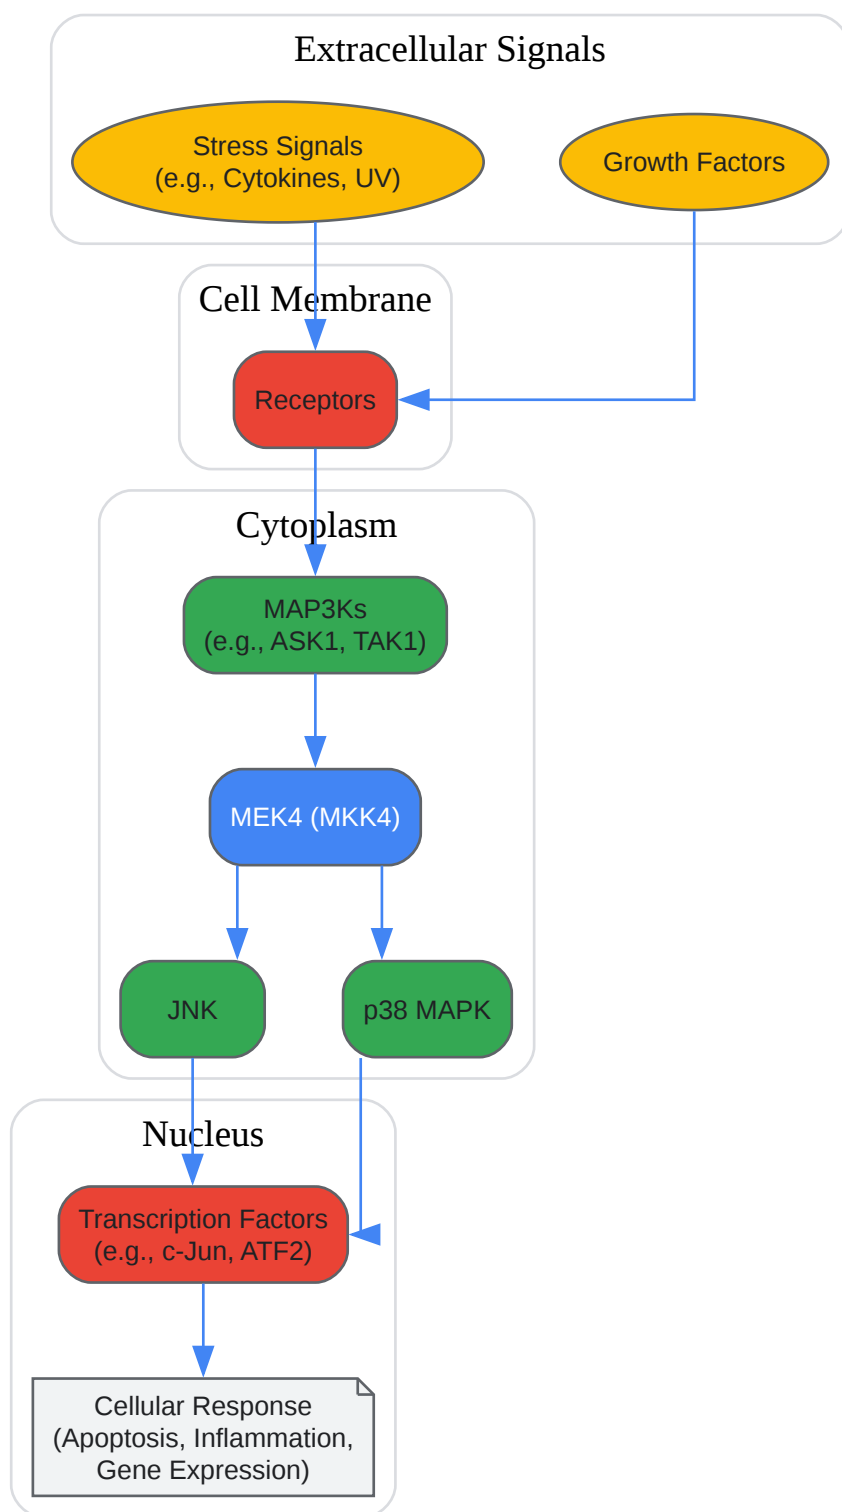 Extracellular Signals
Stress Signals
(e.g., Cytokines, UV)
Growth Factors
Cell Membrane
Receptors
Cytoplasm
MAP3Ks
(e.g., ASK1, TAK1)
MEK4 (MKK4)
JNK
p38 MAPK
Nucleus
Transcription Factors
(e.g., c-Jun, ATF2)
Cellular Response
(Apoptosis, Inflammation,
Gene Expression)